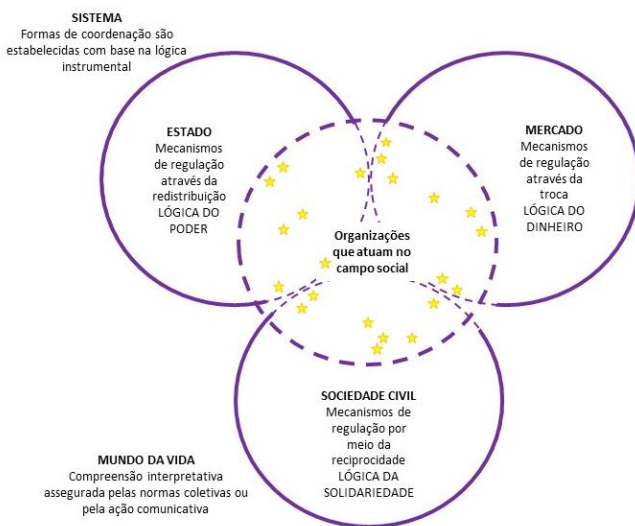 SISTEMA
Formas de coordenação são
estabelecidas com base na lógica
instrumental
ESTADO
Mecanismos
de regulação
através da
redistribuição
LÓGICA DO
PODER
MERCADO
Mecanismos
de regulação
através da
troca
LÓGICA DO
DINHEIRO
Organizações
que atuam no
campo social
SOCIEDADE CIVIL
Mecanismos de
regulação por
meio da
reciprocidade
LÓGICA DA
SOLIDARIEDADE
MUNDO DA VIDA
Compreensão interpretativa
assegurada pelas normas coletivas ou
pela ação comunicativa